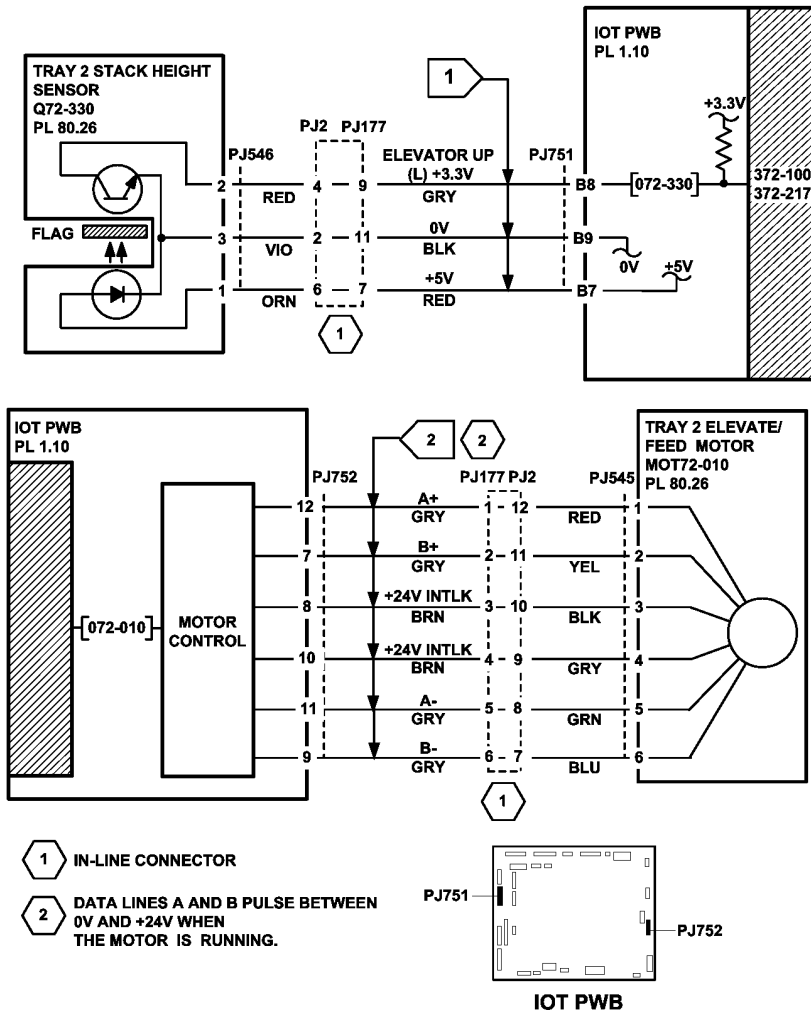 TRAY 2 STACK HEIGHT
SENSOR
Q72-330
PL 80.26
FLAG
PJ546
2
3
1
RED
VIO
ORN
PJ2 PJ177
4 9
2 11
6 7
1
1
ELEVATOR UP
(L) +3.3V
GRY
0V
BLK
+5V
RED
PJ751
B8
B9
B7
IOT PWB
PL 1.10
+3.3V
[072-330]
372-100
372-217
0V
+5V
IOT PWB
PL 1.10
[072-010]
MOTOR
CONTROL
PJ752
12
7
8
10
11
9
2
2
A+
GRY
B+
GRY
+24V INTLK
BRN
+24V INTLK
BRN
A-
GRY
B-
GRY
PJ177 PJ2
1 - 12
2 - 11
3 - 10
4 - 9
5 - 8
6 - 7
1
RED
YEL
BLK
GRY
GRN
BLU
PJ545
1
2
3
4
5
6
TRAY 2 ELEVATE/
FEED MOTOR
MOT72-010
PL 80.26
1 IN-LINE CONNECTOR
2 DATA LINES A AND B PULSE BETWEEN
0V AND +24V WHEN
THE MOTOR IS RUNNING.
PJ751
PJ752
IOT PWB